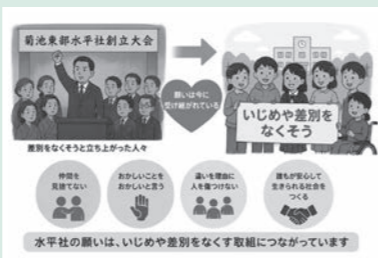 菊池東部水平社創立大会
願いは今に
受け継がれている
いじめや差別を
なくそう
差別をなくそうと立ち上がった人々
仲間を
見捨てない
おかしいことを
おかしいと言う
違いを理由に
人を傷つけない
誰もが安心して
生きられる社会を
つくる
水平社の願いは、いじめや差別をなくす取組につながっています